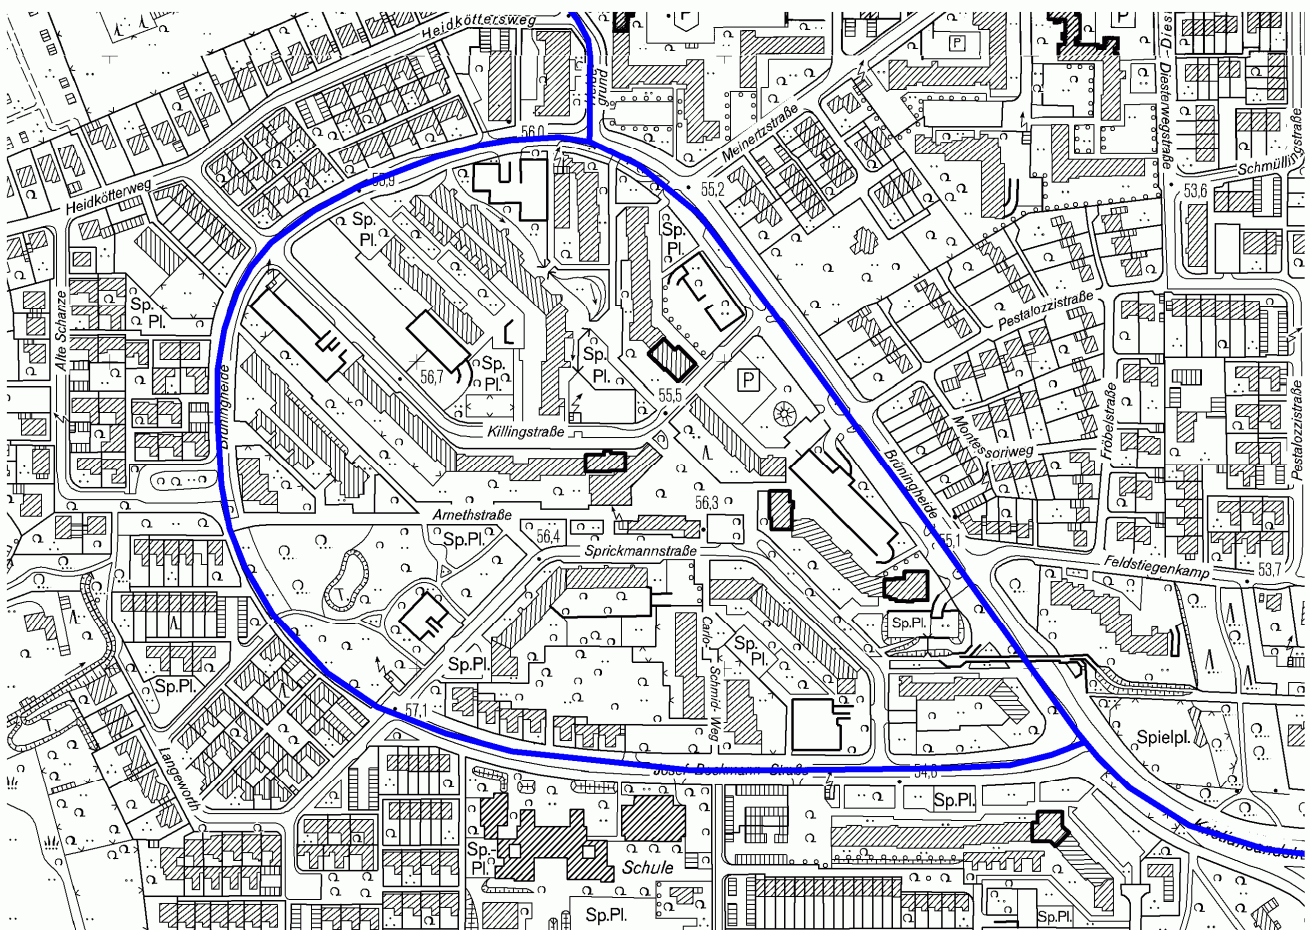 Heidköttersweg
P
P
P
Heide
grund
Diesterwegstraße
56,0
Meinertzstraße
Schmüllingstraße
55,9
55,2
53,6
Heidkötterweg
Sp.
Pl.
Sp.
Pl.
Alte Schanze
Sp.
Pl.
Pestalozzistraße
56,7
Sp.
Pl.
Sp.
Pl.
P
Brüningheide
55,5
Killingstraße
Montessoriweg
Fröbelstraße
Pestalozzistraße
Brüningheide
Arnethstraße
56,3
Sp.Pl.
56,4
Sprickmannstraße
55,1
Feldstiegenkamp
53,7
Sp.Pl.
Carlo-
Schmid-
Weg
Sp.
Pl.
Sp.Pl.
Sp.Pl.
57,1
Spielpl.
Langeworth
Josef-Beckmann-Straße
54,8
Sp.Pl.
Sp.-
Pl.
Schule
Sp.Pl.
Sp.Pl.